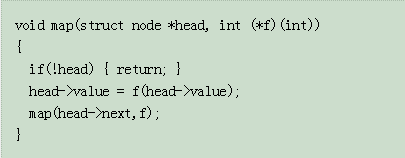 void map(struct node *head, int (*f)(int))
{
  if(!head) { return; }
  head->value = f(head->value);
  map(head->next,f);
}